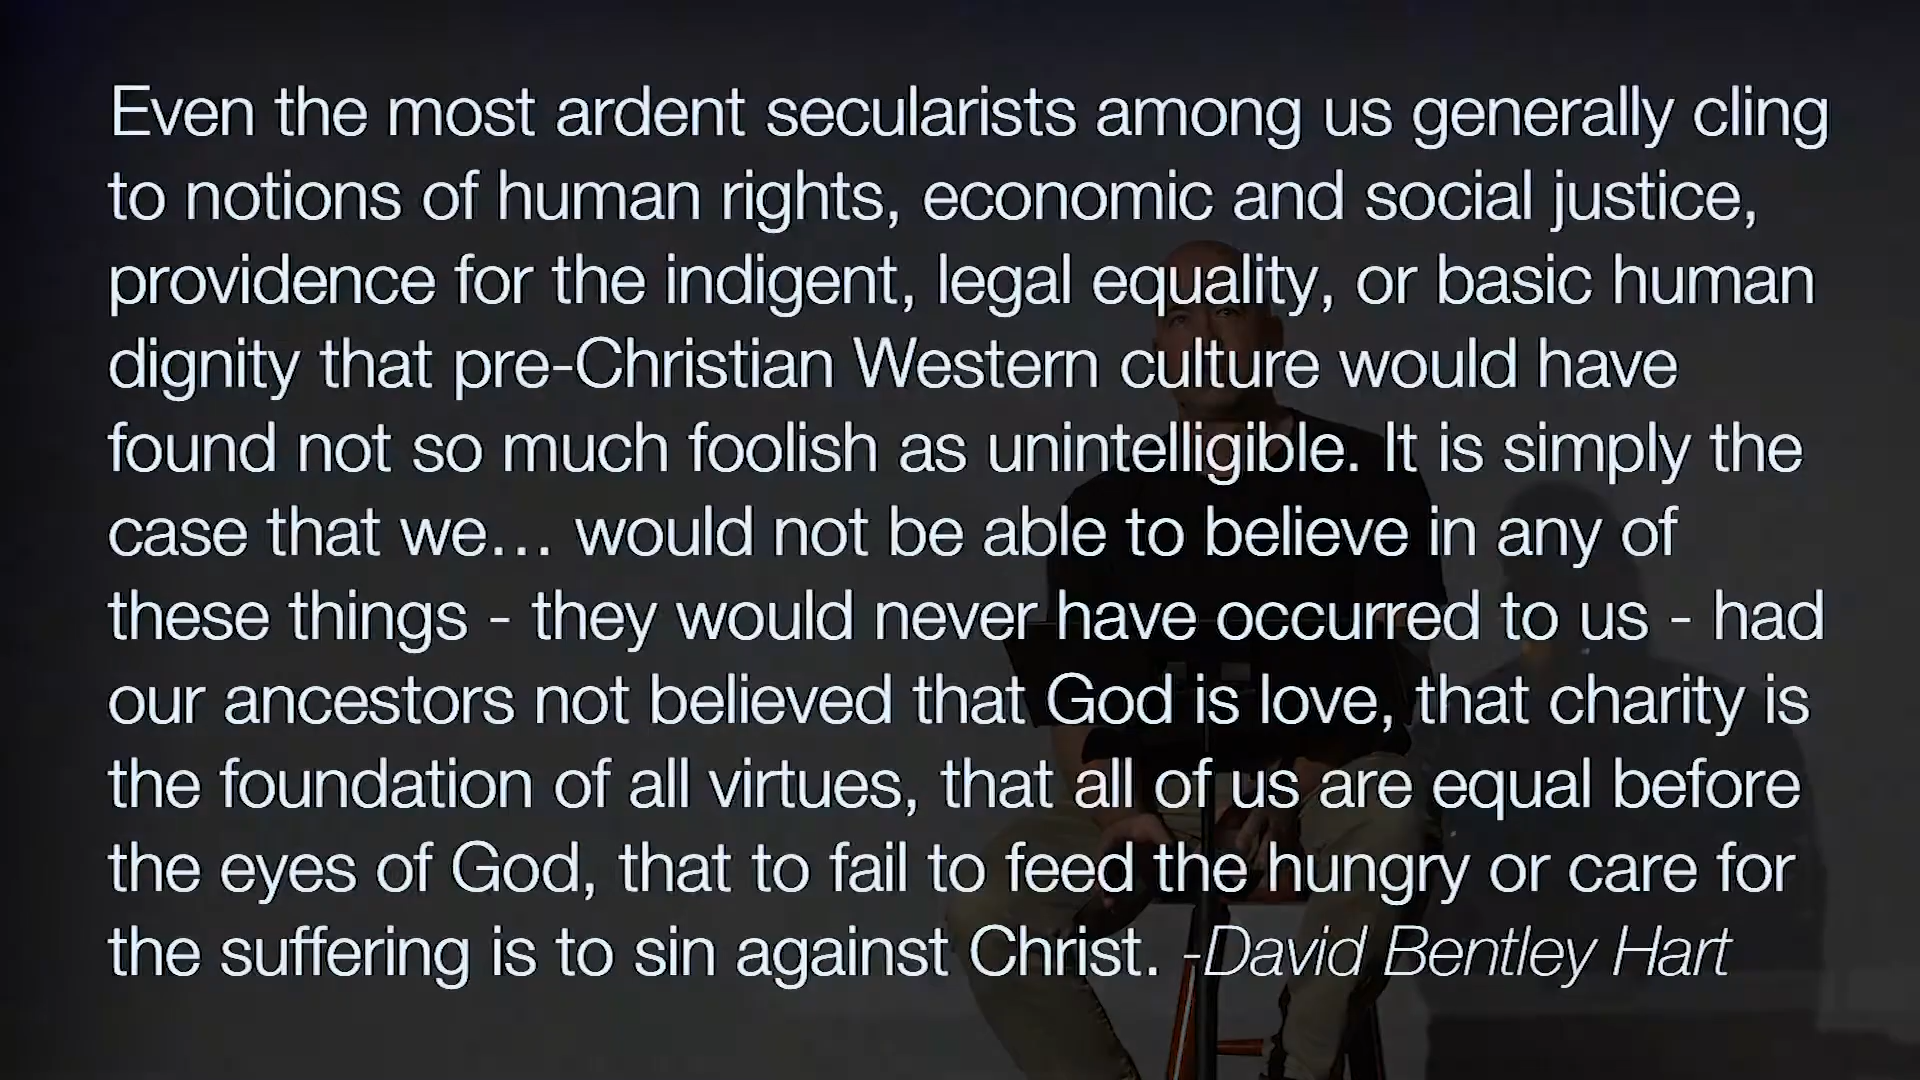 Even the most ardent secularists among us generally cling
to notions of human rights, economic and social justice,
providence for the indigent, legal equality, or basic human
dignity that pre-Christian Western culture would have
found not so much foolish as unintelligible. It is simply the
case that we… would not be able to believe in any of
these things - they would never have occurred to us - had
our ancestors not believed that God is love, that charity is
the foundation of all virtues, that all of us are equal before
the eyes of God, that to fail to feed the hungry or care for
the suffering is to sin against Christ. -David Bentley Hart